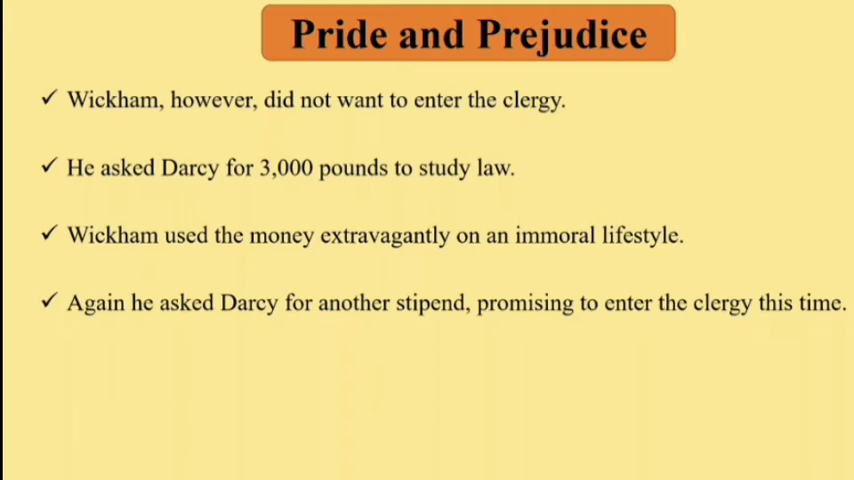 Pride and Prejudice
✓ Wickham, however, did not want to enter the clergy.
✓ He asked Darcy for 3,000 pounds to study law.
✓ Wickham used the money extravagantly on an immoral lifestyle.
✓ Again he asked Darcy for another stipend, promising to enter the clergy this time.